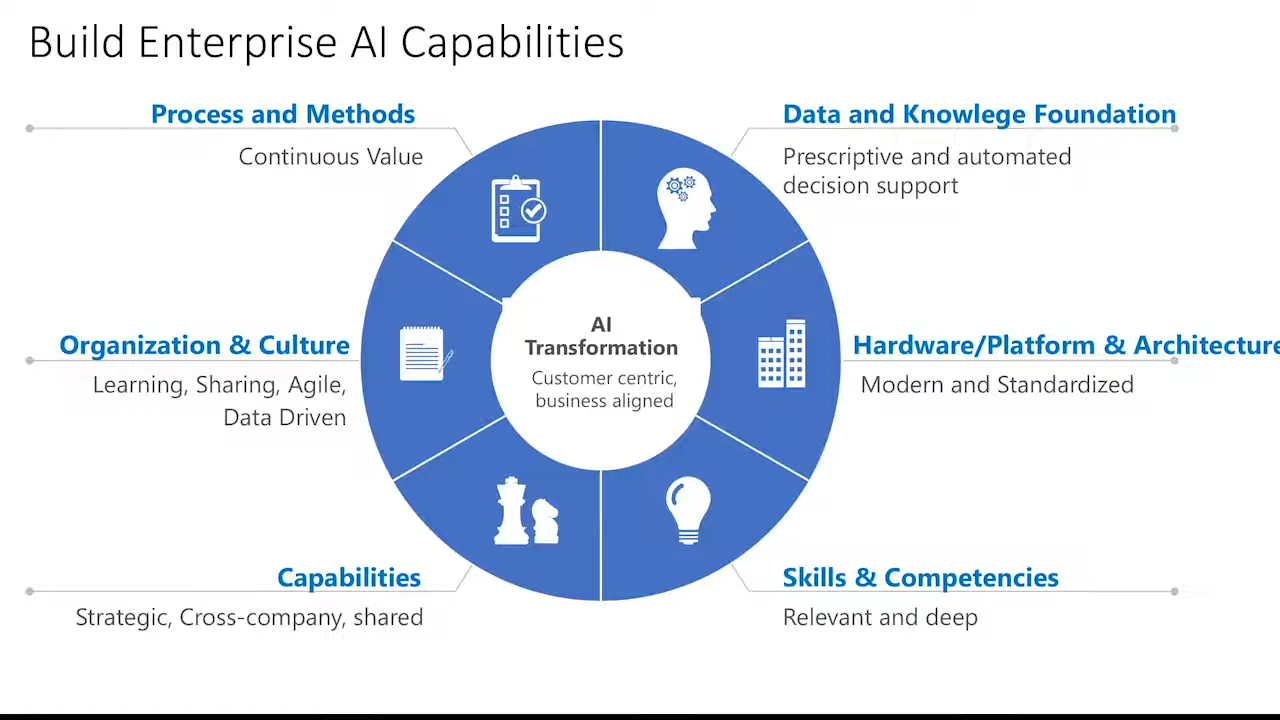 Build Enterprise AI Capabilities
Process and Methods
Continuous Value
Data and Knowlege Foundation
Prescriptive and automated
decision support
Organization & Culture
Learning, Sharing, Agile,
Data Driven
AI
Transformation
Customer centric,
business aligned
Hardware/Platform & Architecture
Modern and Standardized
Capabilities
Strategic, Cross-company, shared
Skills & Competencies
Relevant and deep